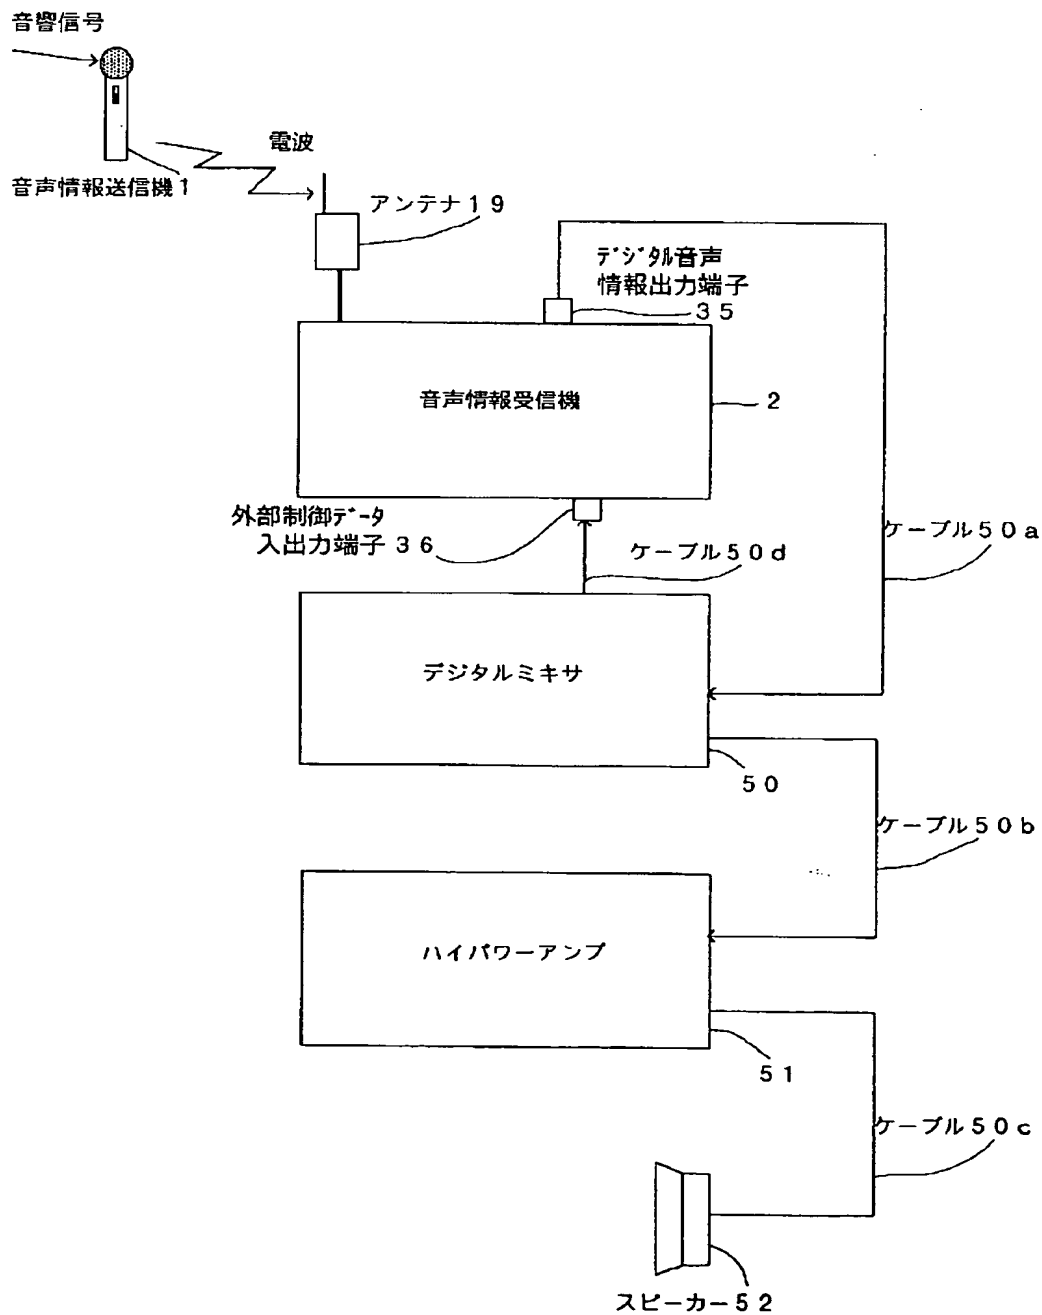 音響信号
電波
音声情報送信機1
アンテナ19
ﾃﾞｼﾞﾀﾙ音声
情報出力端子
35
音声情報受信機
2
外部制御ﾃﾞｰﾀ
入出力端子36
ケーブル50d
ケーブル50a
デジタルミキサ
50
ケーブル50b
ハイパワーアンプ
51
ケーブル50c
スピーカー52